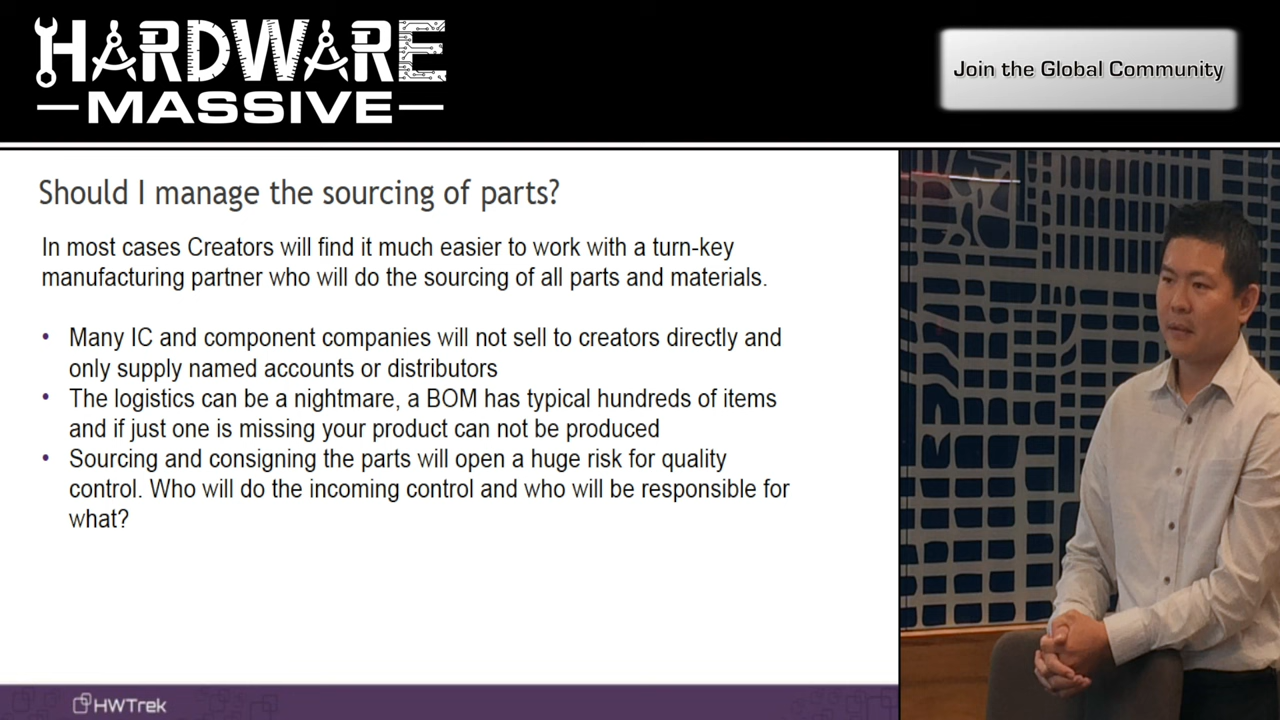 HARDWARE
MASSIVE
Join the Global Community
Should I manage the sourcing of parts?
In most cases Creators will find it much easier to work with a turn-key
manufacturing partner who will do the sourcing of all parts and materials.
• Many IC and component companies will not sell to creators directly and
only supply named accounts or distributors
• The logistics can be a nightmare, a BOM has typical hundreds of items
and if just one is missing your product can not be produced
• Sourcing and consigning the parts will open a huge risk for quality
control. Who will do the incoming control and who will be responsible for
what?
HWTrek